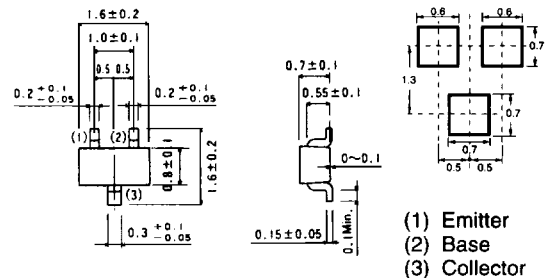 1.6±0.2
1.0±0.1
0.5 0.5
0.2 +0.1 -0.05
0.2 +0.1 -0.05
(1)
(2)
(3)
0.8±0.1
1.6±0.2
0.3 +0.1 -0.05
0.7±0.1
0.55±0.1
0~0.1
0.15±0.05
0.1Min.
0.6
0.6
0.7
1.3
0.7
0.7
0.5
0.5
(1) Emitter
(2) Base
(3) Collector